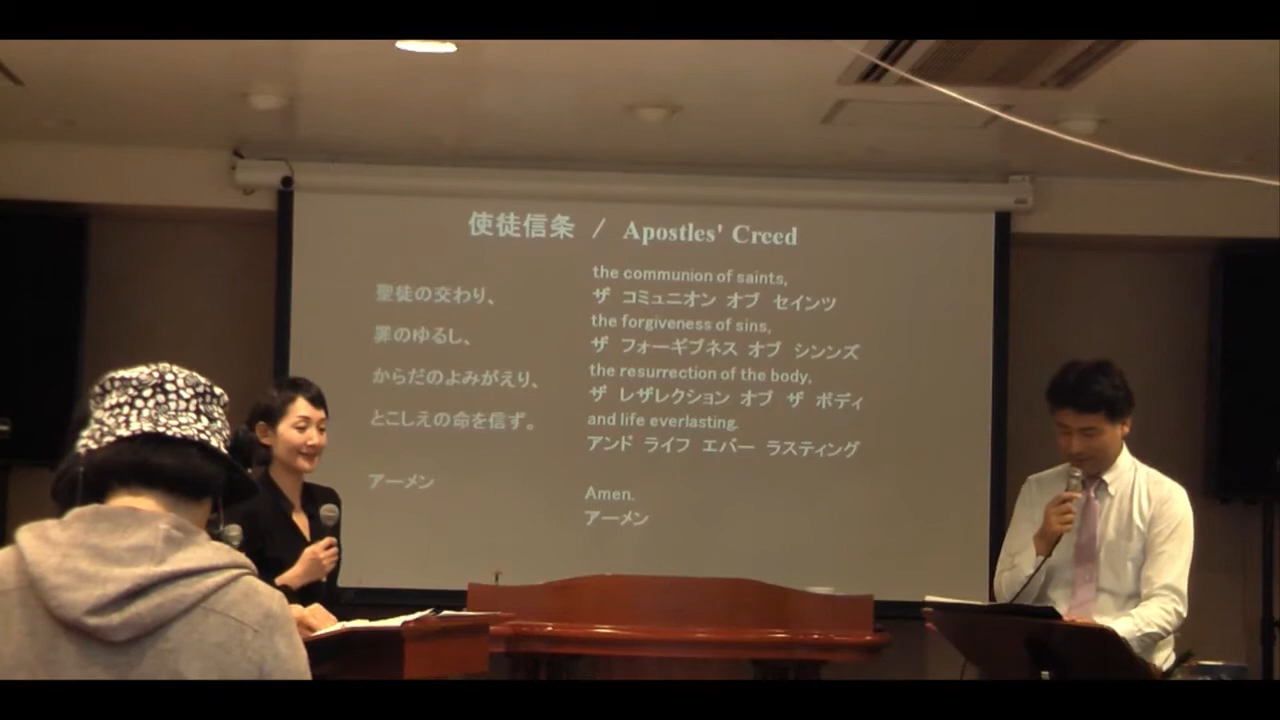 使徒信条 / Apostles' Creed
the communion of saints,
聖徒の交わり、
ザ コミュニオン オブ セインツ
the forgiveness of sins,
罪のゆるし、
ザ フォーギブネス オブ シンンズ
the resurrection of the body,
からだのよみがえり、
ザ レザレクション オブ ザ ボディ
and life everlasting.
とこしえの命を信ず。
アンド ライフ エバー ラスティング
アーメン
Amen.
アーメン